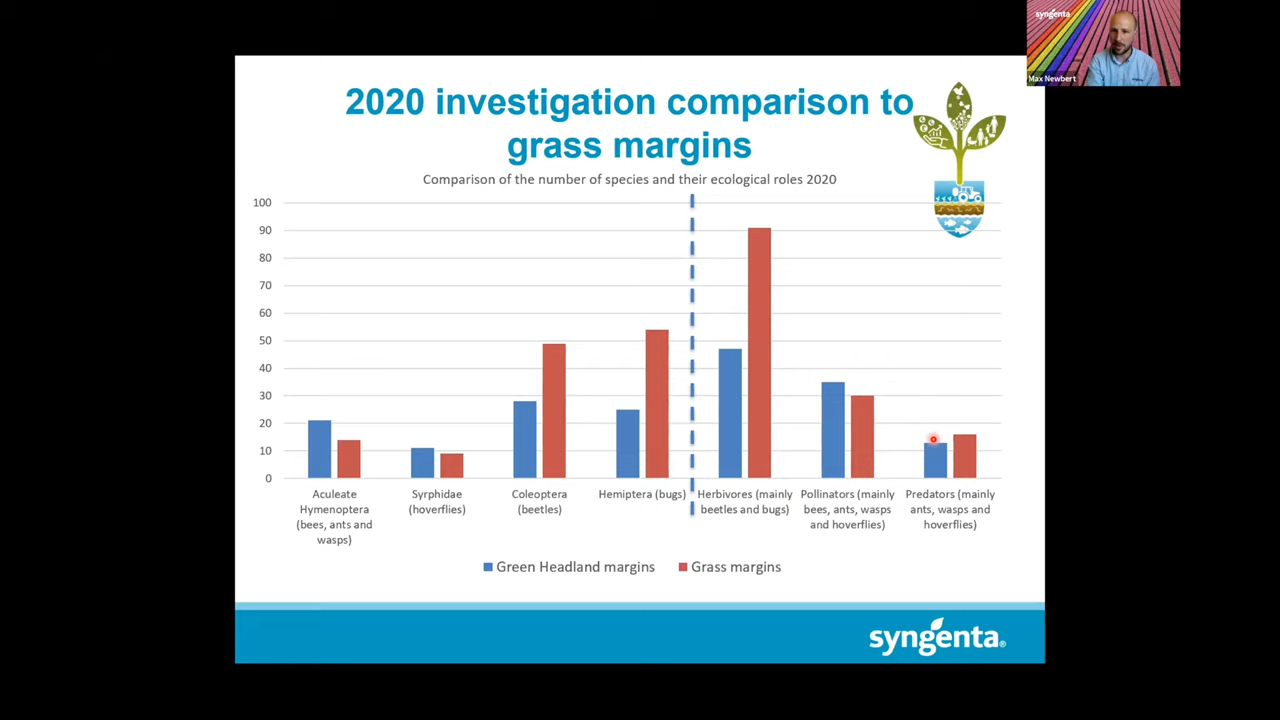 syngenta
Max Newbert
2020 investigation comparison to
grass margins
Comparison of the number of species and their ecological roles 2020
100
90
80
70
60
50
40
30
20
10
0
Aculeate
Hymenoptera
(bees, ants and
wasps)
Syrphidae
(hoverflies)
Coleoptera
(beetles)
Hemiptera (bugs)
Herbivores (mainly
beetles and bugs)
Pollinators (mainly
bees, ants, wasps
and hoverflies)
Predators (mainly
ants, wasps and
hoverflies)
Green Headland margins
Grass margins
syngenta®